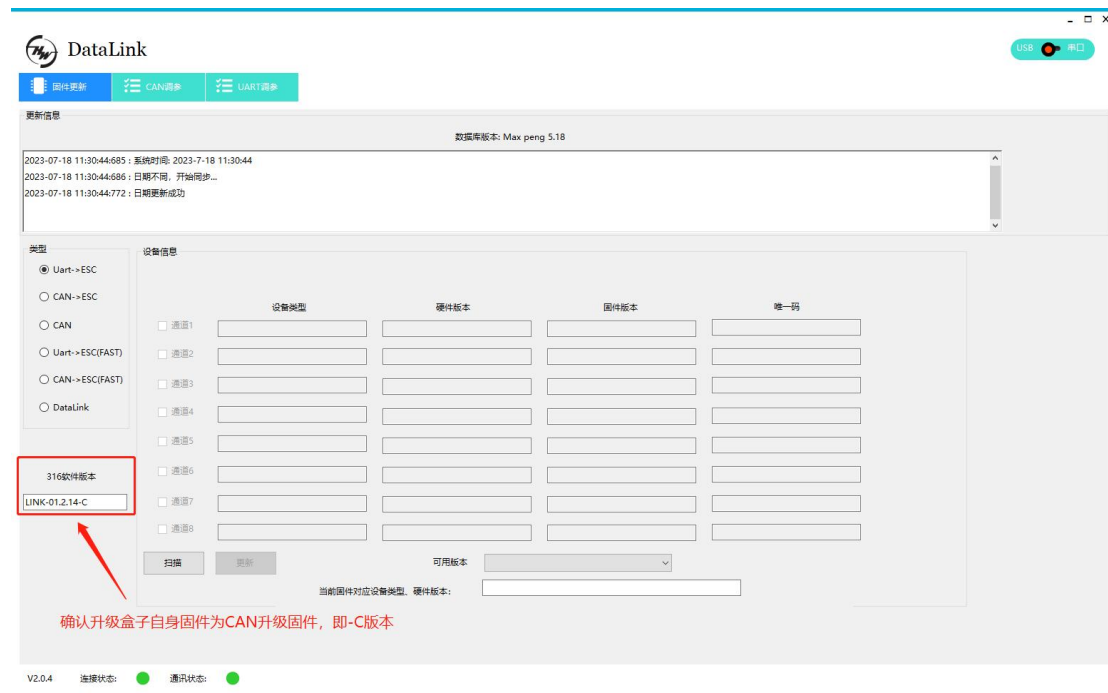 DataLink
USB 串口
固件更新 CAN调参 UART调参
更新信息
数据库版本: Max peng 5.18
2023-07-18 11:30:44:685 : 系统时间: 2023-7-18 11:30:44
2023-07-18 11:30:44:686 : 日期不同，开始同步...
2023-07-18 11:30:44:772 : 日期更新成功
类型
Uart->ESC
CAN->ESC
CAN
Uart->ESC(FAST)
CAN->ESC(FAST)
DataLink
316软件版本
LINK-01.2.14-C
设备信息
设备类型 硬件版本 固件版本 唯一码
通道1
通道2
通道3
通道4
通道5
通道6
通道7
通道8
扫描 更新 可用版本
当前固件对应设备类型、硬件版本:
确认升级盒子自身固件为CAN升级固件，即-C版本
V2.0.4 连接状态: 通讯状态: